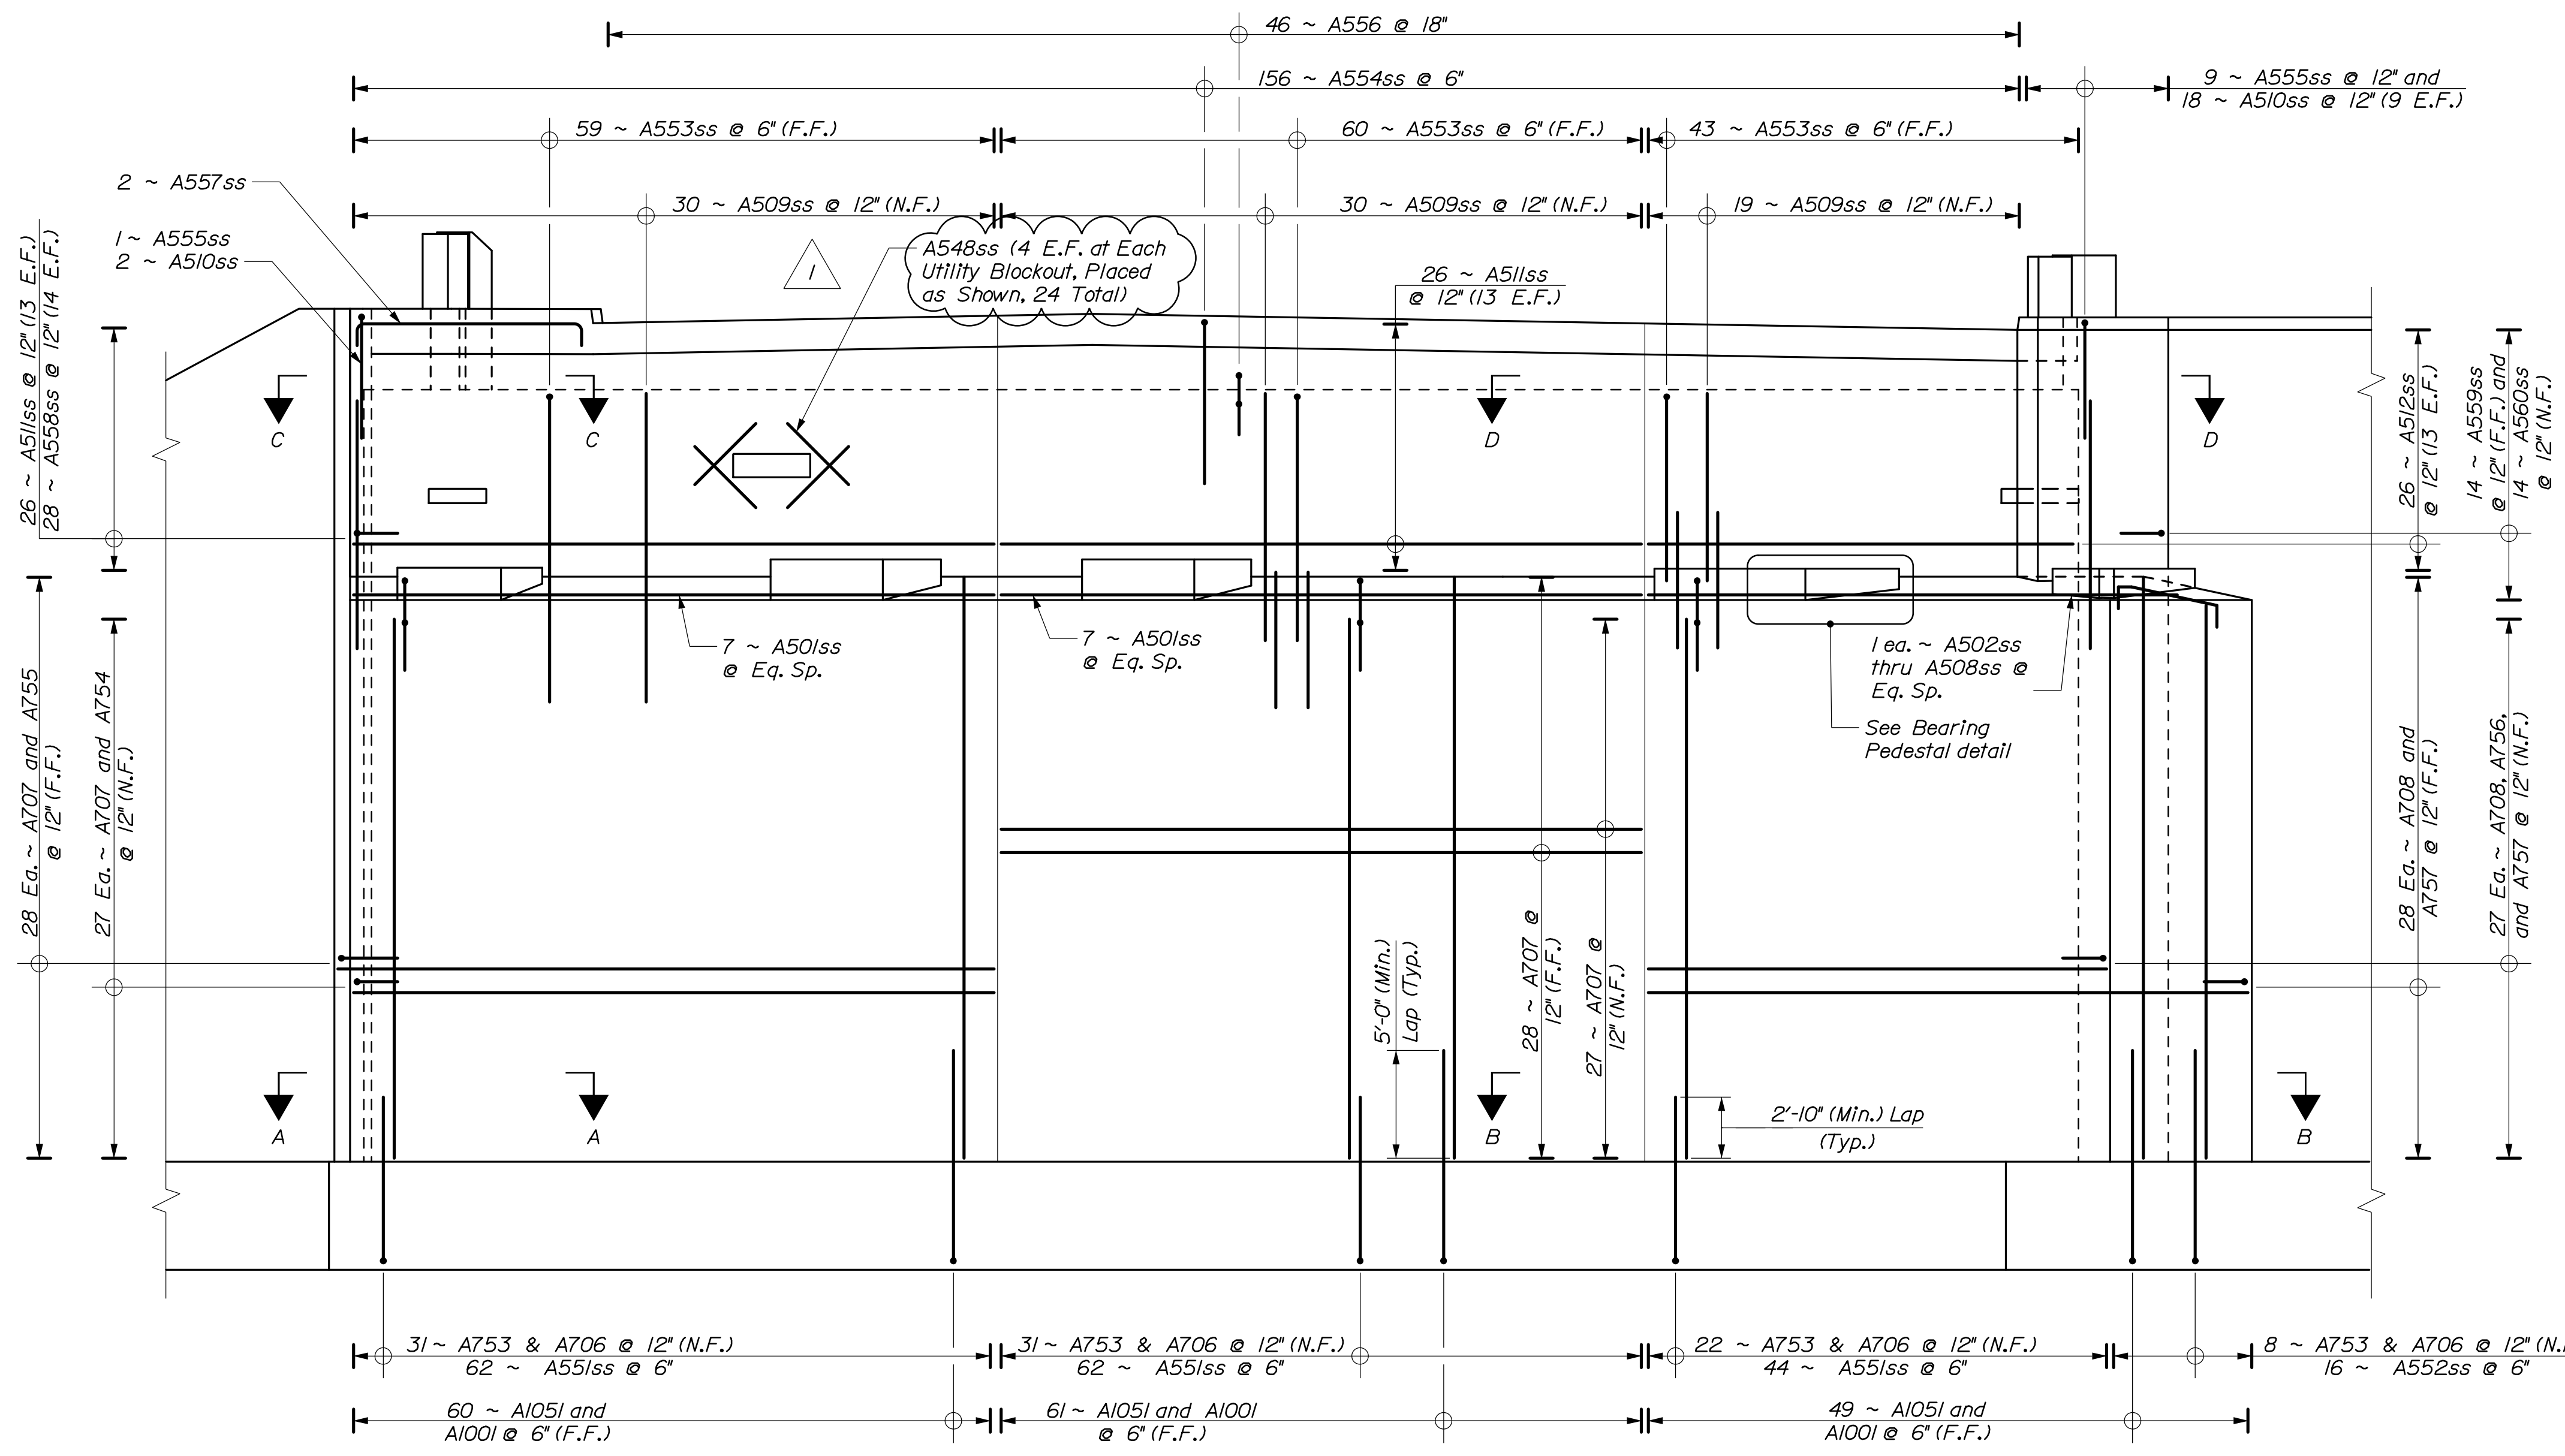 46 ~ A556 @ 18"
156 ~ A554ss @ 6"
9 ~ A555ss @ 12" and
18 ~ A510ss @ 12" (9 E.F.)
59 ~ A553ss @ 6" (F.F.)
60 ~ A553ss @ 6" (F.F.)
43 ~ A553ss @ 6" (F.F.)
2 ~ A557ss
30 ~ A509ss @ 12" (N.F.)
30 ~ A509ss @ 12" (N.F.)
19 ~ A509ss @ 12" (N.F.)
1 ~ A555ss
2 ~ A510ss
1
A548ss (4 E.F. at Each
Utility Blockout, Placed
as Shown, 24 Total)
26 ~ A511ss
@ 12" (13 E.F.)
26 ~ A511ss @ 12" (13 E.F.)
28 ~ A558ss @ 12" (14 E.F.)
C
C
D
D
26 ~ A512ss
@ 12" (13 E.F.)
14 ~ A559ss
@ 12" (F.F.) and
14 ~ A560ss
@ 12" (N.F.)
7 ~ A501ss
@ Eq. Sp.
7 ~ A501ss
@ Eq. Sp.
1 ea. ~ A502ss
thru A508ss @
Eq. Sp.
See Bearing
Pedestal detail
28 Ea. ~ A707 and A755
@ 12" (F.F.)
27 Ea. ~ A707 and A754
@ 12" (N.F.)
5'-0" (Min.)
Lap (Typ.)
28 ~ A707 @
12" (F.F.)
27 ~ A707 @
12" (N.F.)
28 Ea. ~ A708 and
A757 @ 12" (F.F.)
27 Ea. ~ A708, A756,
and A757 @ 12" (N.F.)
A
A
B
B
2'-10" (Min.) Lap
(Typ.)
31 ~ A753 & A706 @ 12" (N.F.)
62 ~ A551ss @ 6"
31 ~ A753 & A706 @ 12" (N.F.)
62 ~ A551ss @ 6"
22 ~ A753 & A706 @ 12" (N.F.)
44 ~ A551ss @ 6"
8 ~ A753 & A706 @ 12"
16 ~ A552ss @ 6"
60 ~ A1051 and
A1001 @ 6" (F.F.)
61 ~ A1051 and A1001
@ 6" (F.F.)
49 ~ A1051 and
A1001 @ 6" (F.F.)